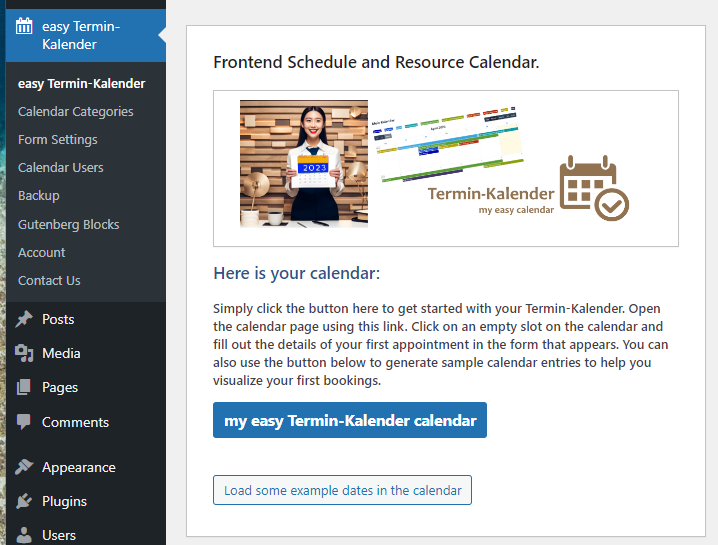 easy Termin-
Kalender
easy Termin-Kalender
Calendar Categories
Form Settings
Calendar Users
Backup
Gutenberg Blocks
Account
Contact Us
Posts
Media
Pages
Comments
Appearance
Plugins
Users
Frontend Schedule and Resource Calendar.
2023
Termin-Kalender
my easy calendar
Here is your calendar:
Simply click the button here to get started with your Termin-Kalender. Open
the calendar page using this link. Click on an empty slot on the calendar and
fill out the details of your first appointment in the form that appears. You can
also use the button below to generate sample calendar entries to help you
visualize your first bookings.
my easy Termin-Kalender calendar
Load some example dates in the calendar